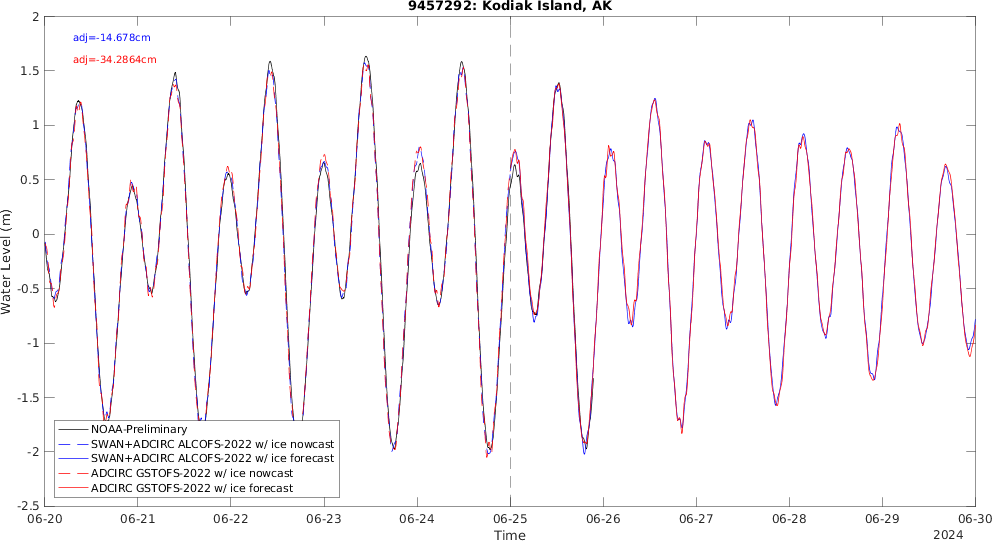 9457292: Kodiak Island, AK
adj=-14.678cm
adj=-34.2864cm
2
1.5
1
0.5
0
-0.5
-1
-1.5
-2
-2.5
Water Level (m)
NOAA-Preliminary
SWAN+ADCIRC ALCOFS-2022 w/ ice nowcast
SWAN+ADCIRC ALCOFS-2022 w/ ice forecast
ADCIRC GSTOFS-2022 w/ ice nowcast
ADCIRC GSTOFS-2022 w/ ice forecast
06-20 06-21 06-22 06-23 06-24 06-25 06-26 06-27 06-28 06-29 06-30
Time
2024